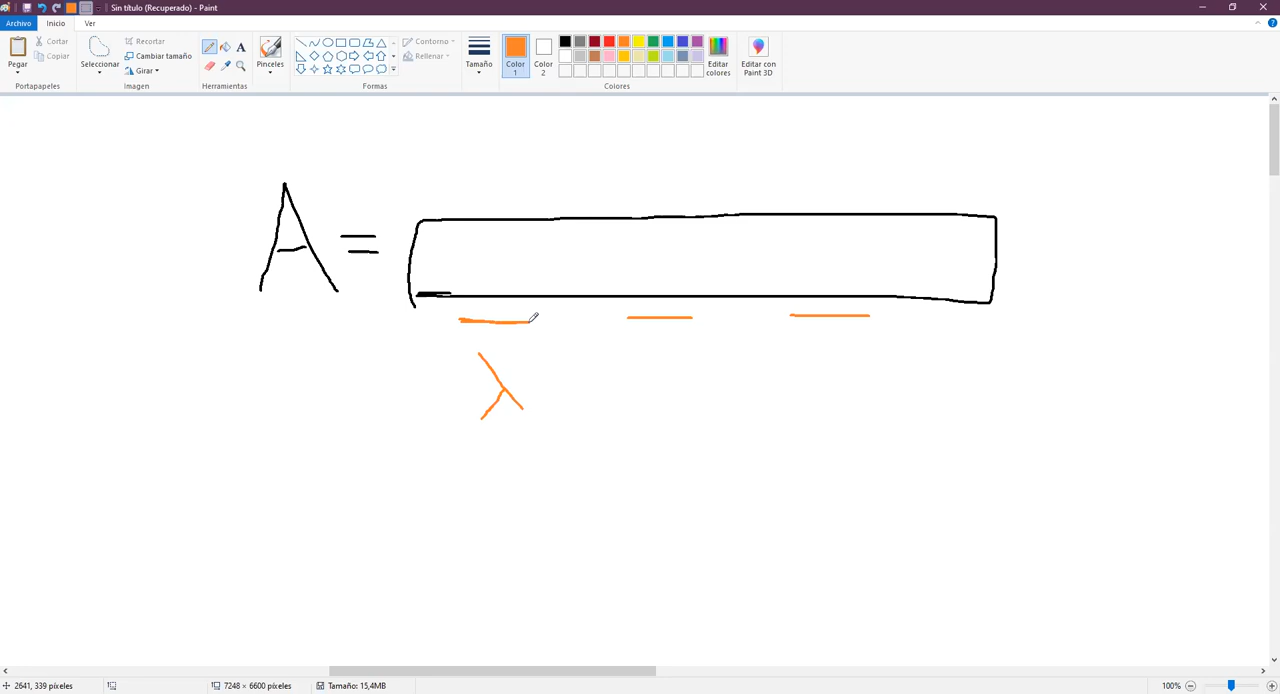 Sin título (Recuperado) - Paint
Archivo Inicio Ver
Pegar
Cortar
Copiar
Portapapeles
Seleccionar
Recortar
Cambiar tamaño
Girar
Imagen
A
Herramientas
Pinceles
Contorno
Rellenar
Formas
Tamaño
Color
1
Color
2
Editar
colores
Colores
Editar con
Paint 3D
A =
λ
2641, 339 píxeles
7248 × 6600 píxeles
Tamaño: 15,4MB
100%